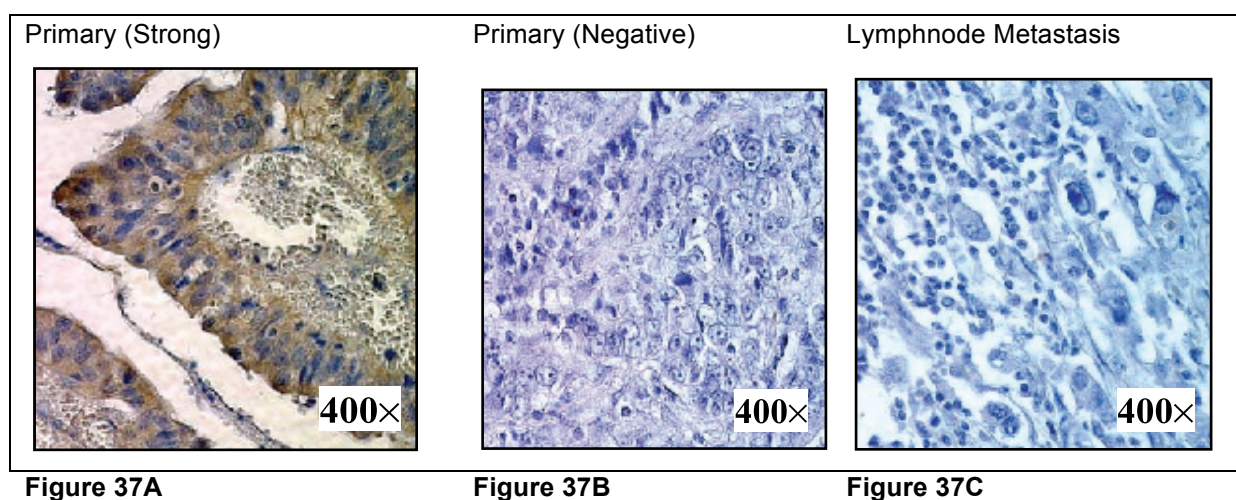 Primary (Strong)
Primary (Negative)
Lymphnode Metastasis
400×
400×
400×
Figure 37A
Figure 37B
Figure 37C